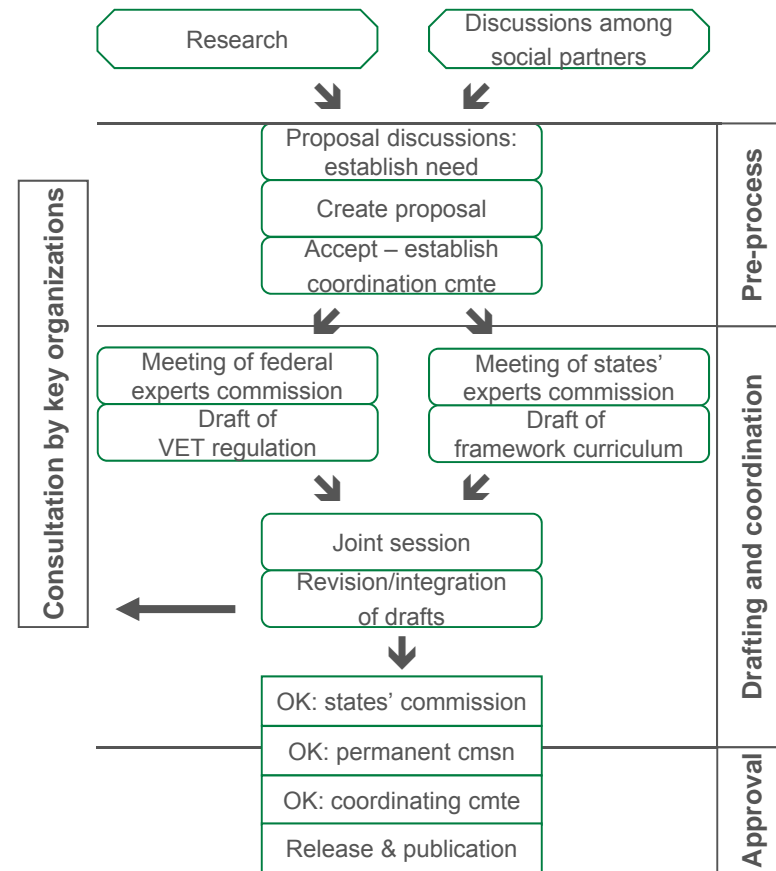 Research
Discussions among
social partners
Proposal discussions:
establish need
Create proposal
Accept – establish
coordination cmte
Pre-process
Consultation by key organizations
Meeting of federal
experts commission
Draft of
VET regulation
Meeting of states’
experts commission
Draft of
framework curriculum
Joint session
Revision/integration
of drafts
Drafting and coordination
OK: states’ commission
OK: permanent cmsn
OK: coordinating cmte
Release & publication
Approval